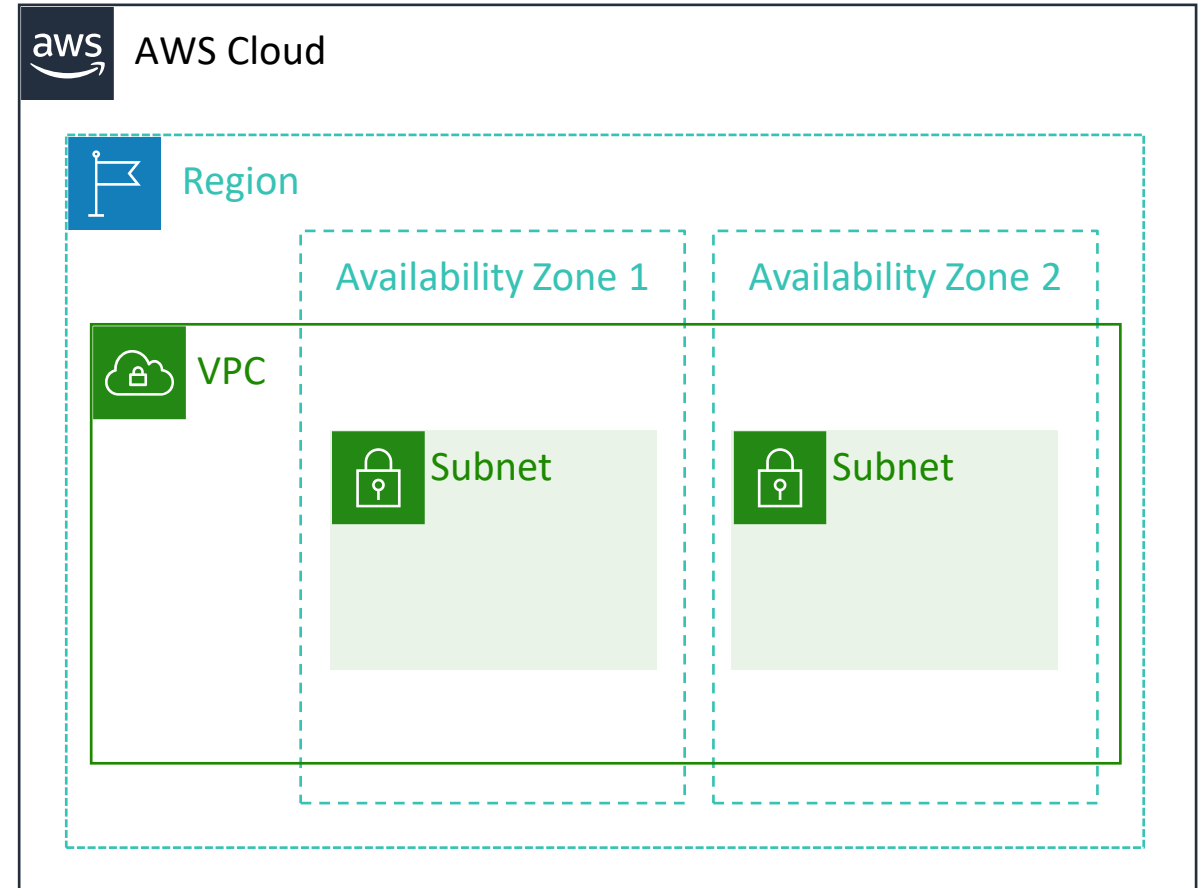 aws
AWS Cloud
Region
Availability Zone 1
Availability Zone 2
VPC
Subnet
Subnet